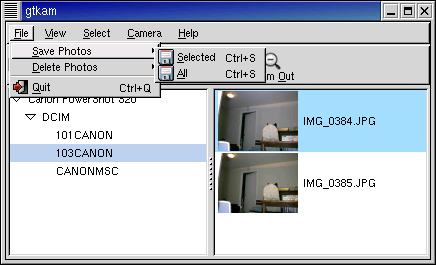 gtkam
File View Select Camera Help
Save Photos
Delete Photos
Quit Ctrl+Q
Selected Ctrl+S
All Ctrl+S
Out
Canon PowerShot S20
DCIM
101CANON
103CANON
CANONMSC
IMG_0384.JPG
IMG_0385.JPG